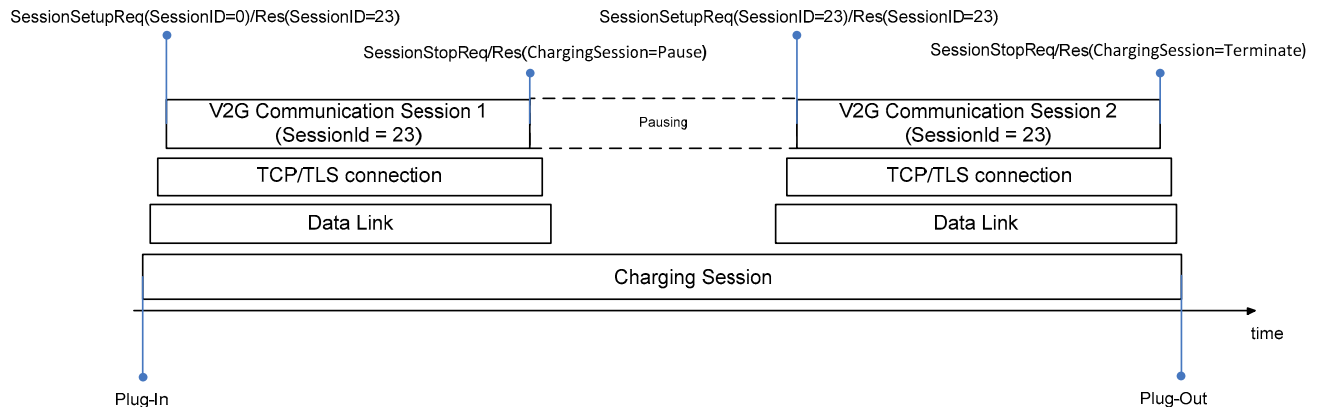 SessionSetupReq(SessionID=0)/Res(SessionID=23)
SessionSetupReq(SessionID=23)/Res(SessionID=23)
SessionStopReq/Res(ChargingSession=Pause)
SessionStopReq/Res(ChargingSession=Terminate)
V2G Communication Session 1
(SessionId = 23)
Pausing
V2G Communication Session 2
(SessionId = 23)
TCP/TLS connection
TCP/TLS connection
Data Link
Data Link
Charging Session
time
Plug-In
Plug-Out